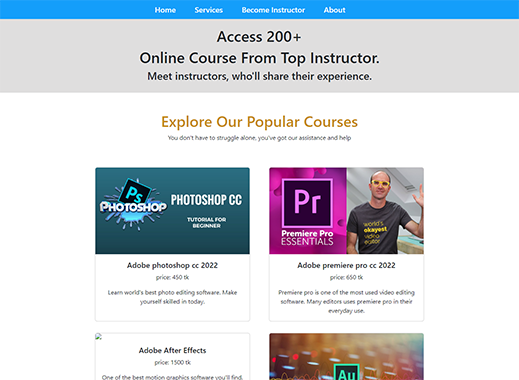 Home Services Become Instructor About
Access 200+
Online Course From Top Instructor.
Meet instructors, who'll share their experience.
Explore Our Popular Courses
You don't have to struggle alone, you've got our assistance and help
Ps
PHOTOSHOP
PHOTOSHOP CC
TUTORIAL FOR
BEGINNER
Adobe photoshop cc 2022
price: 450 tk
Learn world's best photo editing software. Make
yourself skilled in today.
Pr
Premiere Pro
ESSENTIALS
world's
okayest
video
editor
Adobe premiere pro cc 2022
price: 650 tk
Premiere pro is one of the most used video editing
software. Many editors uses premiere pro in their
everyday use.
Adobe After Effects
price: 1500 tk
One of the best motion graphics software you'll find.
Au